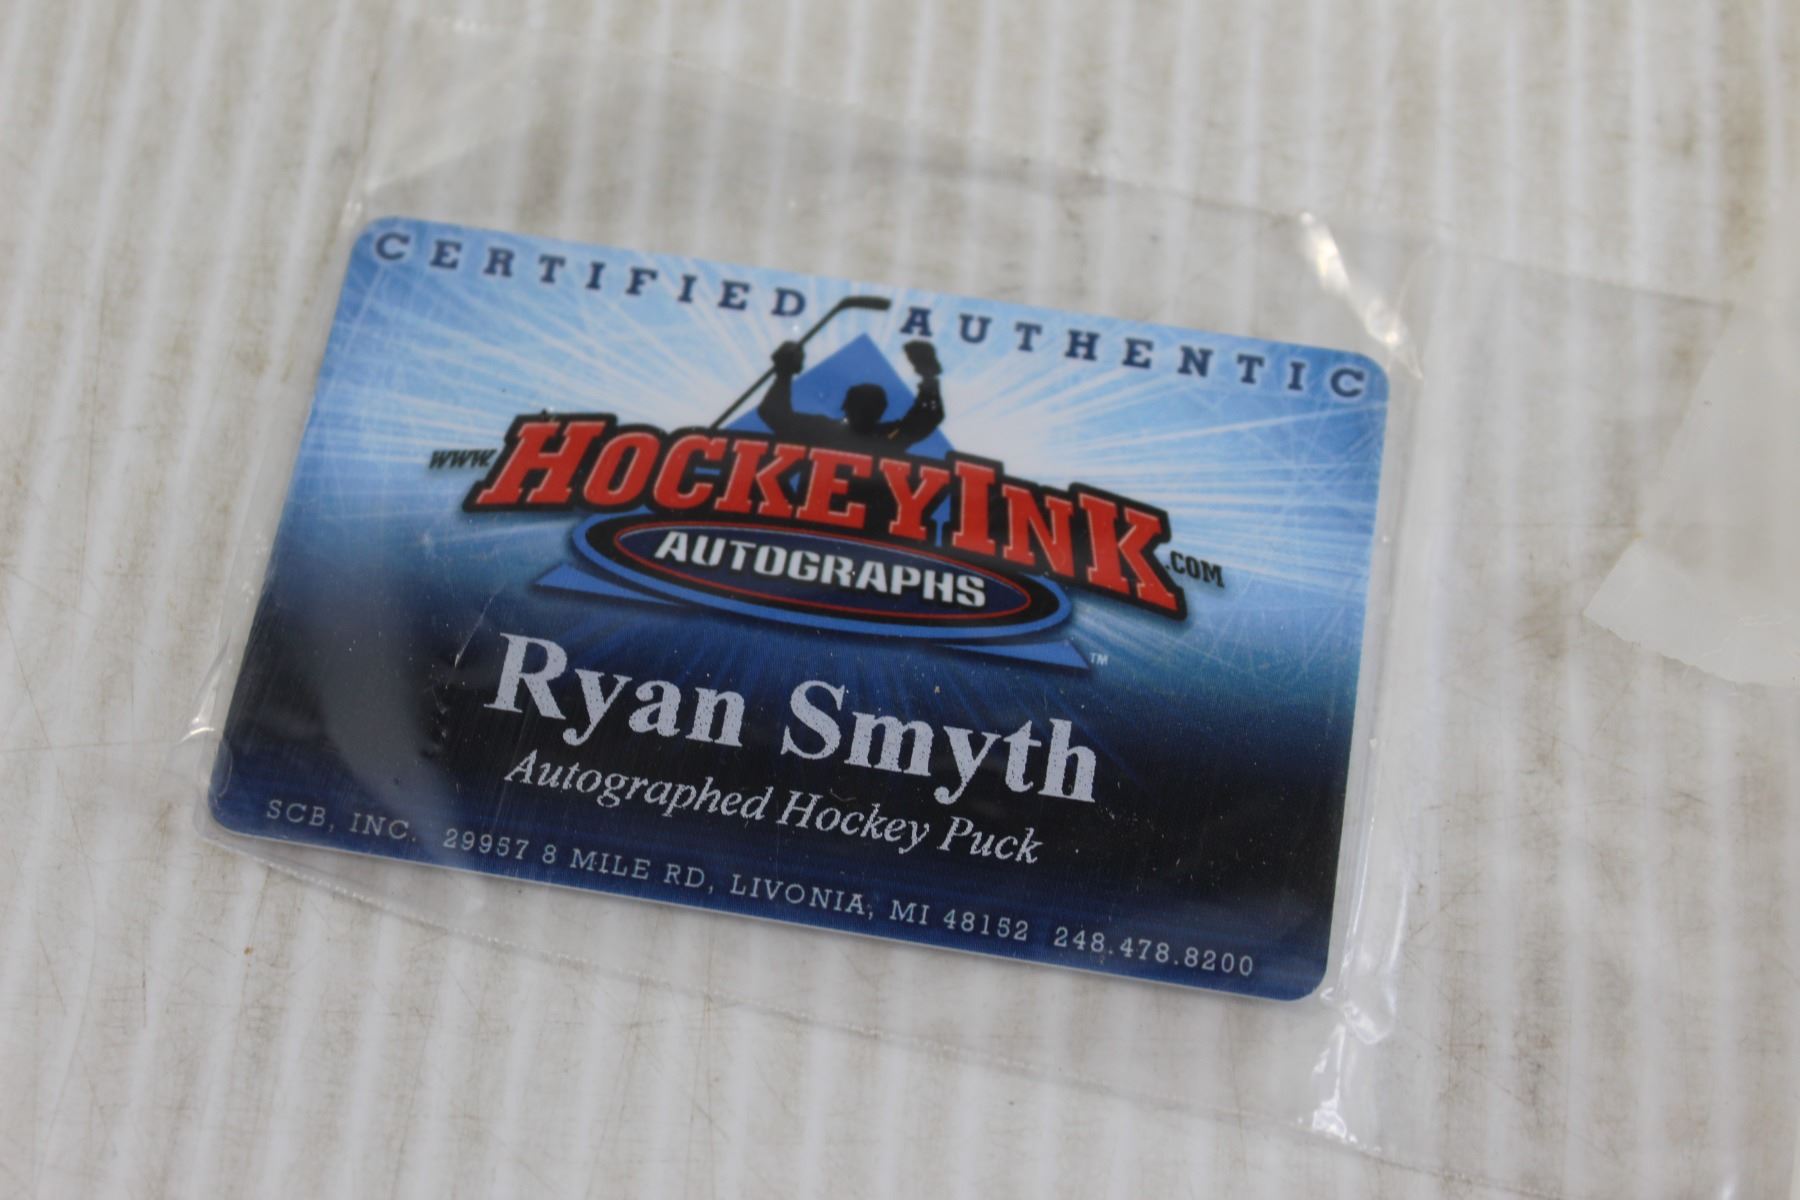 CERTIFIED AUTHENTIC
www.HOCKEYINK.COM
AUTOGRAPHS
TM
Ryan Smyth
Autographed Hockey Puck
SCB, INC. 29957 8 MILE RD, LIVONIA, MI 48152 248.478.8200